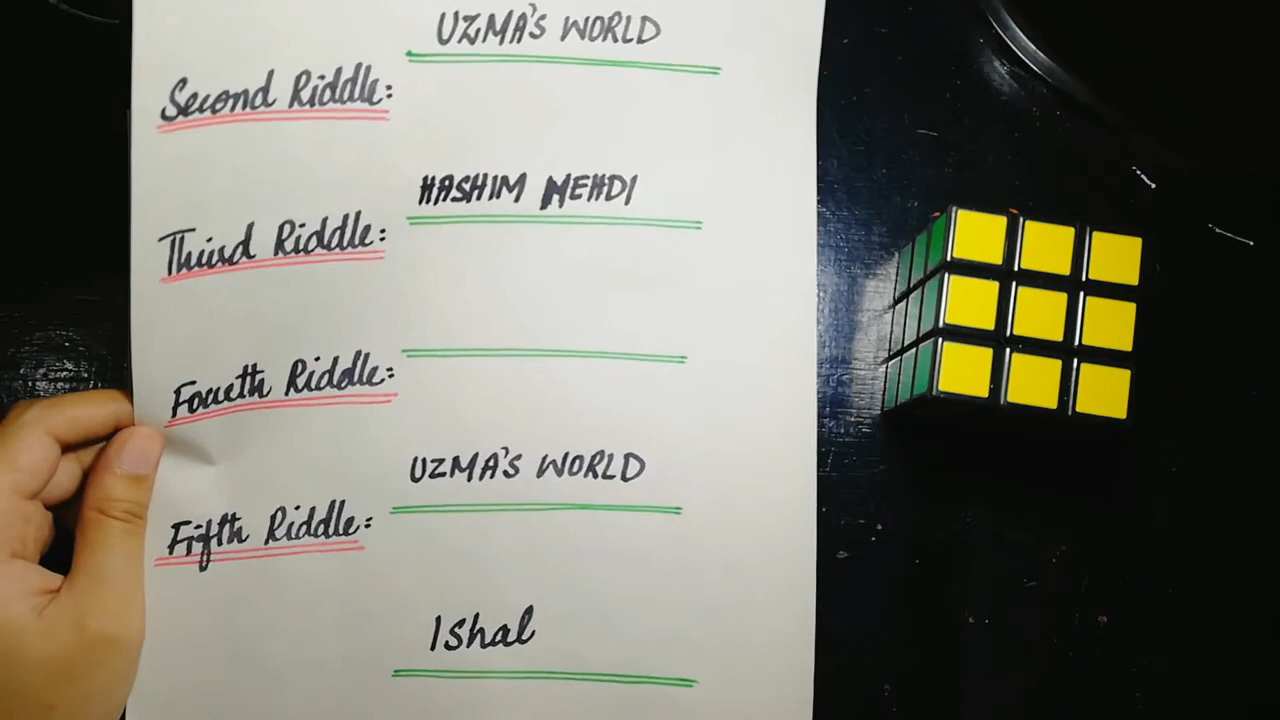 UZMA'S WORLD
Second Riddle:
HASHIM MEHDI
Third Riddle:
Fourth Riddle:
UZMA'S WORLD
Fifth Riddle:
Ishal